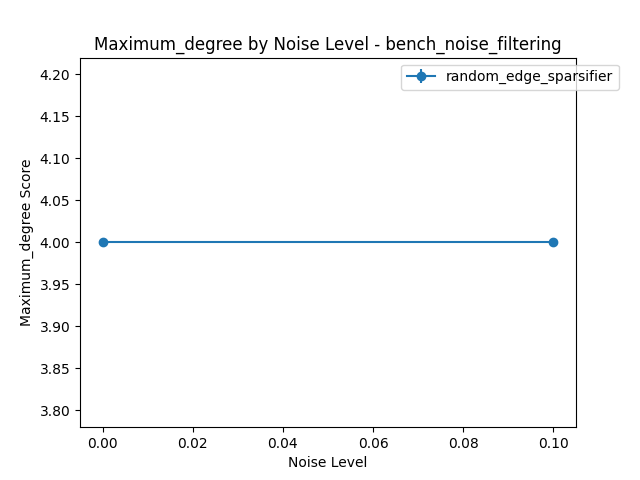 Maximum_degree by Noise Level - bench_noise_filtering
random_edge_sparsifier
Maximum_degree Score
4.20
4.15
4.10
4.05
4.00
3.95
3.90
3.85
3.80
0.00 0.02 0.04 0.06 0.08 0.10
Noise Level